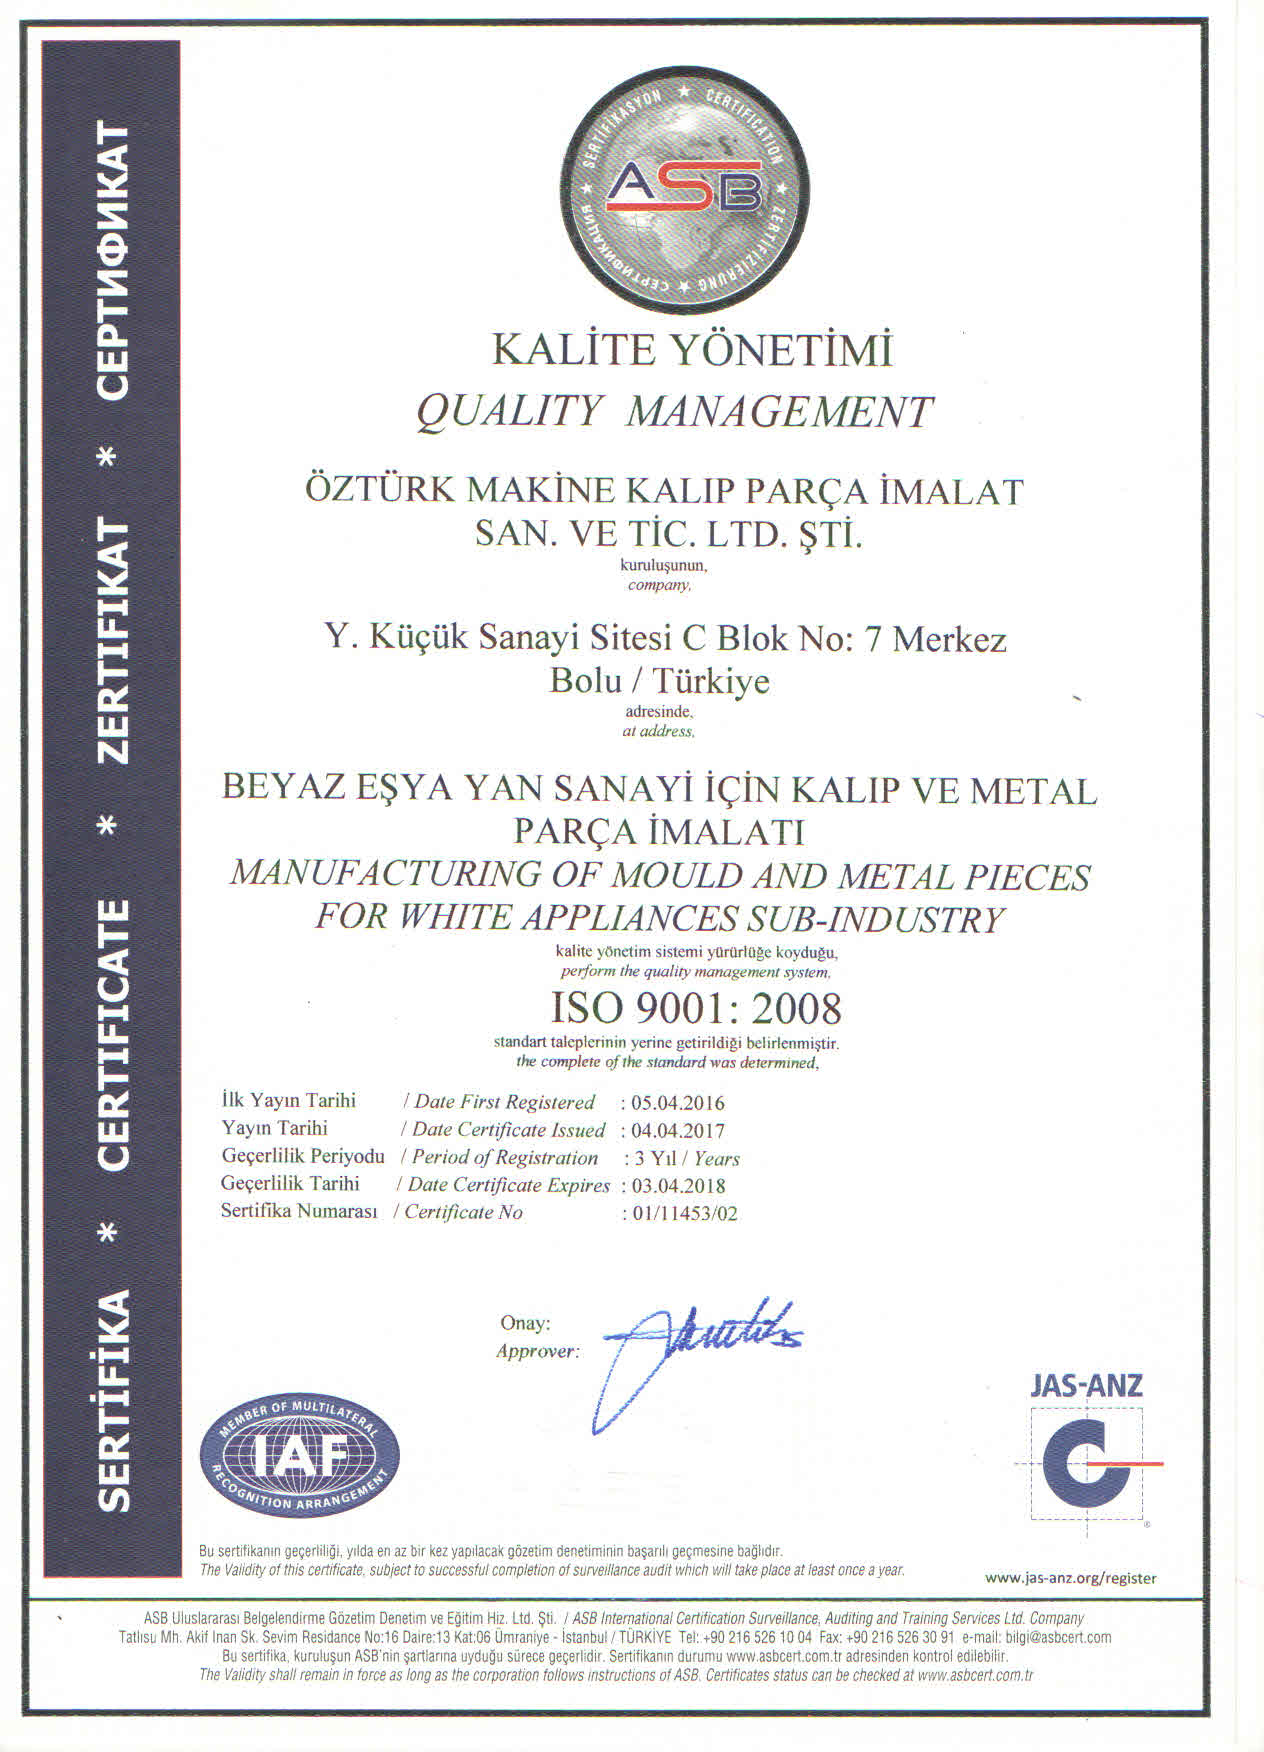 SERTİFİKA * CERTIFICATE * ZERTIFIKAT * СЕРТИФИКАТ
SERTİFİKASYON ★ CERTIFICATION ★ ZERTIFIZIERUNG ★ СЕРТИФИКАЦИЯ ★
ASB
KALİTE YÖNETİMİ
QUALITY MANAGEMENT
ÖZTÜRK MAKİNE KALIP PARÇA İMALAT
SAN. VE TİC. LTD. ŞTİ.
kuruluşunun,
company,
Y. Küçük Sanayi Sitesi C Blok No: 7 Merkez
Bolu / Türkiye
adresinde,
at address,
BEYAZ EŞYA YAN SANAYİ İÇİN KALIP VE METAL
PARÇA İMALATI
MANUFACTURING OF MOULD AND METAL PIECES
FOR WHITE APPLIANCES SUB-INDUSTRY
kalite yönetim sistemi yürürlüğe koyduğu,
perform the quality management system,
ISO 9001: 2008
standart taleplerinin yerine getirildiği belirlenmiştir.
the complete of the standard was determined,
İlk Yayın Tarihi / Date First Registered : 05.04.2016
Yayın Tarihi / Date Certificate Issued : 04.04.2017
Geçerlilik Periyodu / Period of Registration : 3 Yıl / Years
Geçerlilik Tarihi / Date Certificate Expires : 03.04.2018
Sertifika Numarası / Certificate No : 01/11453/02
Onay:
Approver:
MEMBER OF MULTILATERAL
IAF
RECOGNITION ARRANGEMENT
JAS-ANZ
®
www.jas-anz.org/register
Bu sertifikanın geçerliliği, yılda en az bir kez yapılacak gözetim denetiminin başarılı geçmesine bağlıdır.
The Validity of this certificate, subject to successful completion of surveillance audit which will take place at least once a year.
ASB Uluslararası Belgelendirme Gözetim Denetim ve Eğitim Hiz. Ltd. Şti. / ASB International Certification Surveillance, Auditing and Training Services Ltd. Company
Tatlısu Mh. Akif İnan Sk. Sevim Residance No:16 Daire:13 Kat:06 Ümraniye - İstanbul / TÜRKİYE Tel: +90 216 526 10 04 Fax: +90 216 526 30 91 e-mail: bilgi@asbcert.com
Bu sertifika, kuruluşun ASB'nin şartlarına uyduğu sürece geçerlidir. Sertifikanın durumu www.asbcert.com.tr adresinden kontrol edilebilir.
The Validity shall remain in force as long as the corporation follows instructions of ASB. Certificates status can be checked at www.asbcert.com.tr